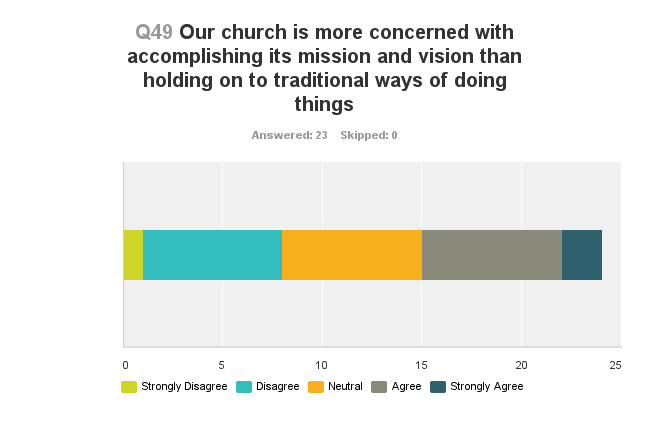 Q49 Our church is more concerned with
accomplishing its mission and vision than
holding on to traditional ways of doing
things
Answered: 23 Skipped: 0
0 5 10 15 20 25
Strongly Disagree Disagree Neutral Agree Strongly Agree